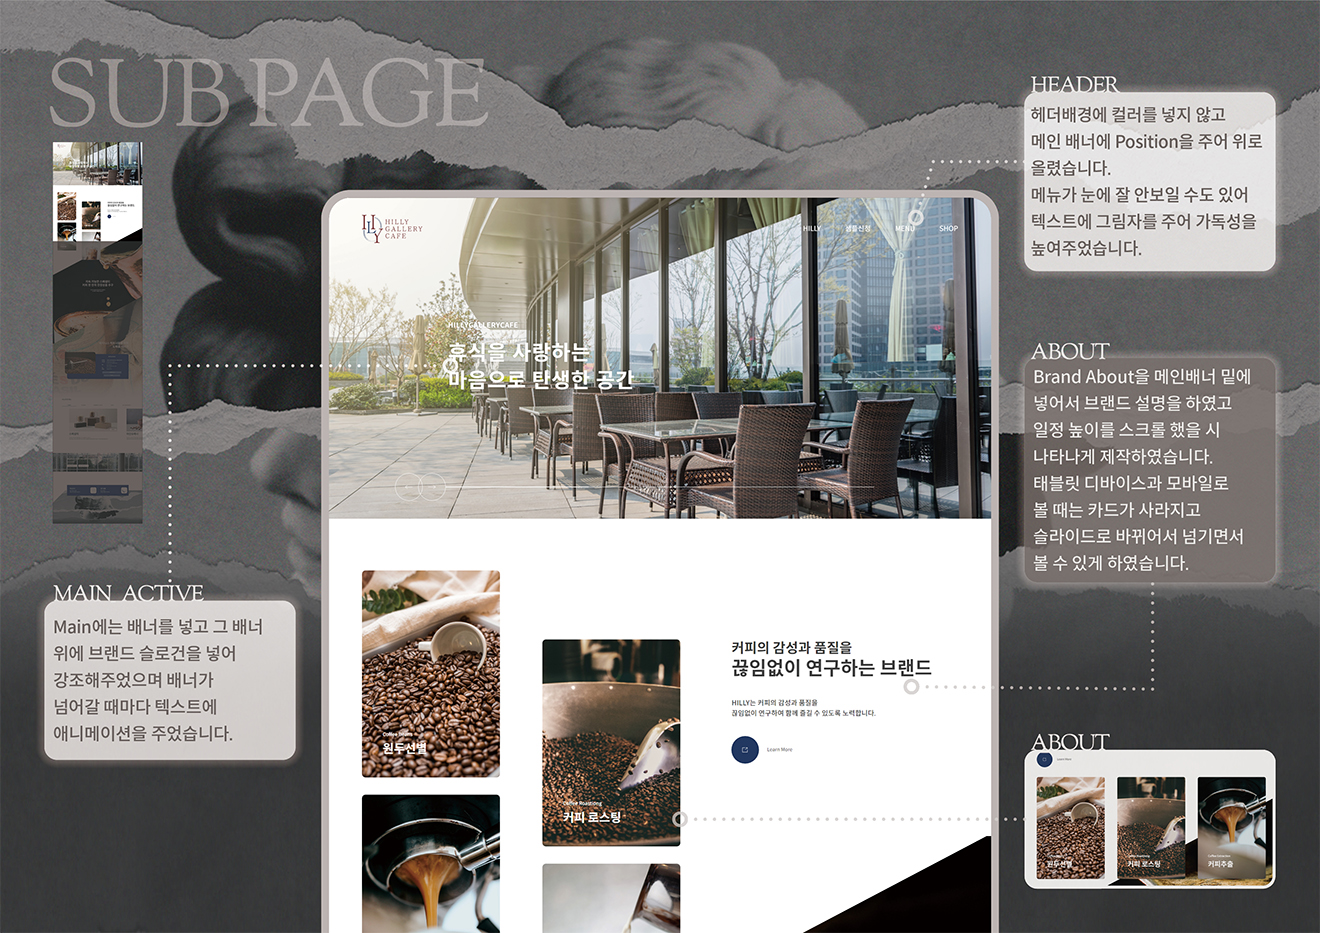 SUB PAGE
HEADER
헤더배경에 컬러를 넣지 않고
메인 배너에 Position을 주어 위로
올렸습니다.
메뉴가 눈에 잘 안보일 수도 있어
텍스트에 그림자를 주어 가독성을
높여주었습니다.
HILLY
GALLERY
CAFE
HILLY
샘플신청
MENU
SHOP
HILLYGALLERYCAFE
휴식을 사랑하는
마음으로 탄생한 공간
ABOUT
Brand About을 메인배너 밑에
넣어서 브랜드 설명을 하였고
일정 높이를 스크롤 했을 시
나타나게 제작하였습니다.
태블릿 디바이스과 모바일로
볼 때는 카드가 사라지고
슬라이드로 바뀌어서 넘기면서
볼 수 있게 하였습니다.
MAIN ACTIVE
Main에는 배너를 넣고 그 배너
위에 브랜드 슬로건을 넣어
강조해주었으며 배너가
넘어갈 때마다 텍스트에
애니메이션을 주었습니다.
커피의 감성과 품질을
끊임없이 연구하는 브랜드
HILLY는 커피의 감성과 품질을
끊임없이 연구하여 함께 즐길 수 있도록 노력합니다.
Learn More
Coffee Beans
원두선별
Coffee Roastiong
커피 로스팅
ABOUT
Learn More
원두선별
커피 로스팅
커피추출